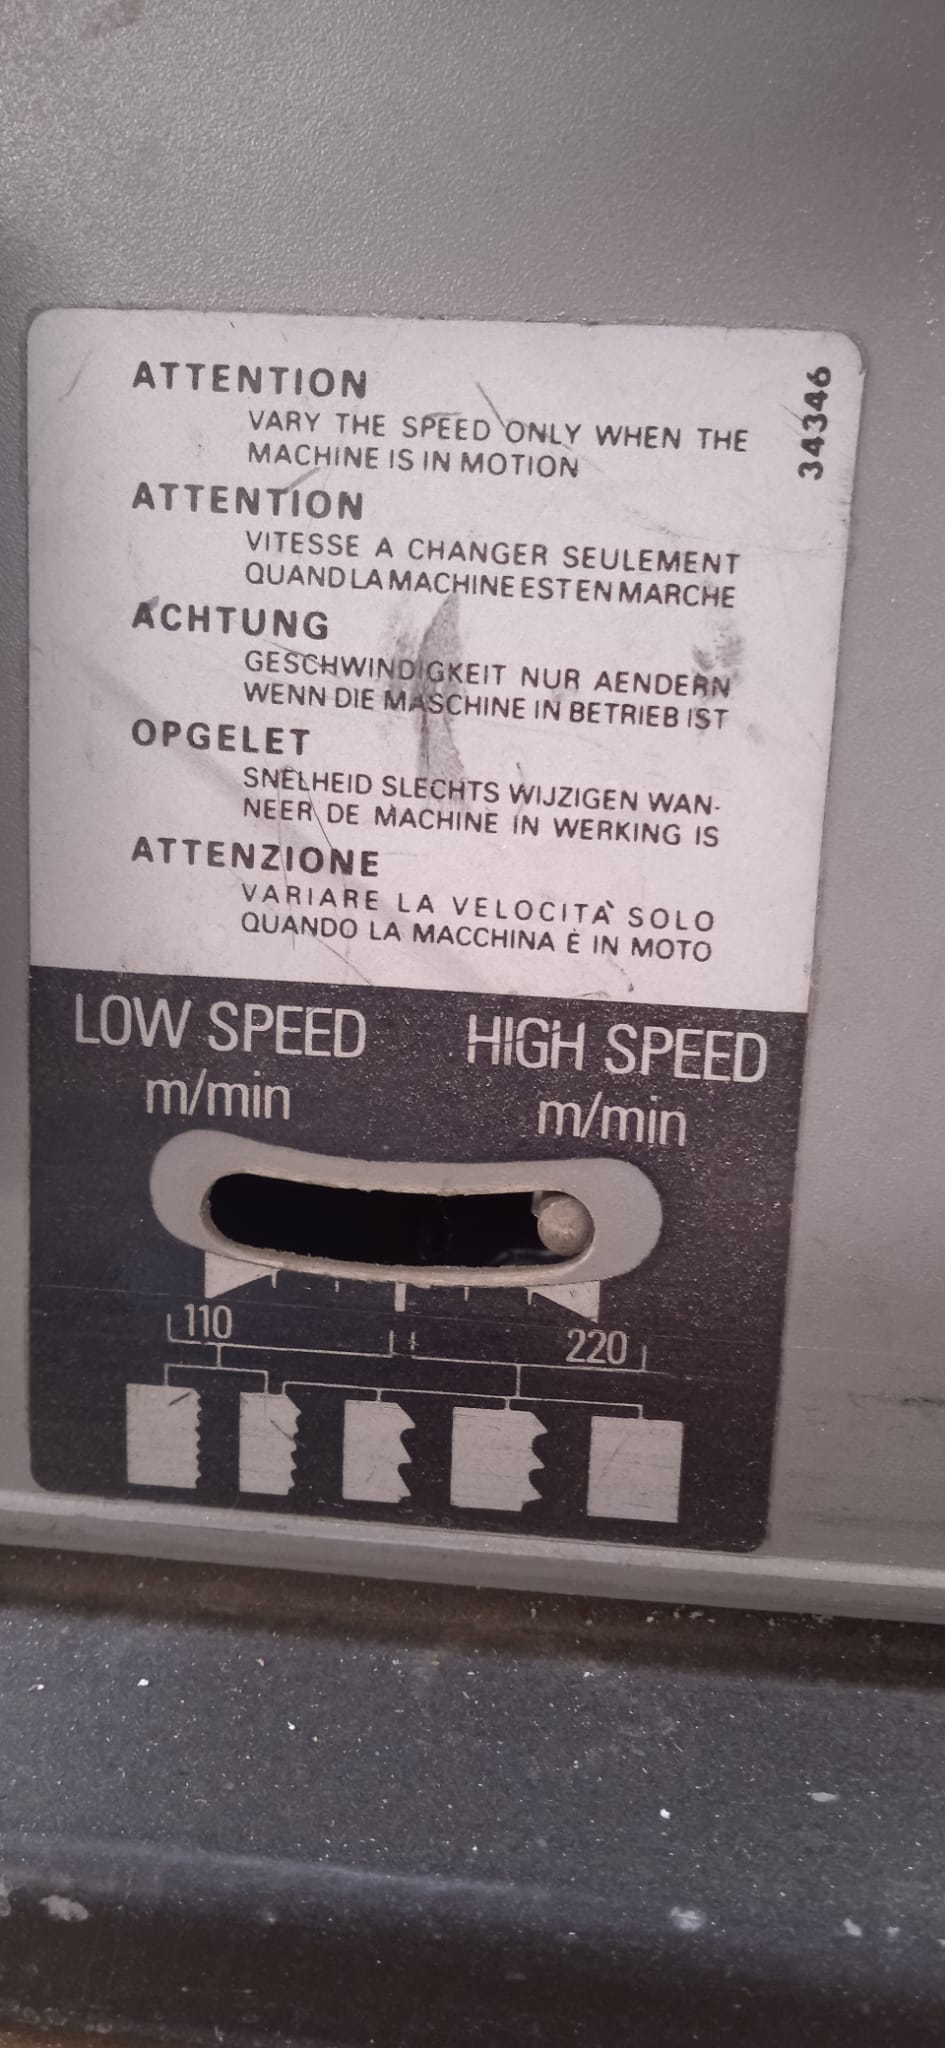 ATTENTION
VARY THE SPEED ONLY WHEN THE
MACHINE IS IN MOTION
34346
ATTENTION
VITESSE A CHANGER SEULEMENT
QUAND LA MACHINE EST EN MARCHE
ACHTUNG
GESCHWINDIGKEIT NUR AENDERN
WENN DIE MASCHINE IN BETRIEB IST
OPGELET
SNELHEID SLECHTS WIJZIGEN WAN-
NEER DE MACHINE IN WERKING IS
ATTENZIONE
VARIARE LA VELOCITÀ SOLO
QUANDO LA MACCHINA È IN MOTO
LOW SPEED
m/min
HIGH SPEED
m/min
110
220